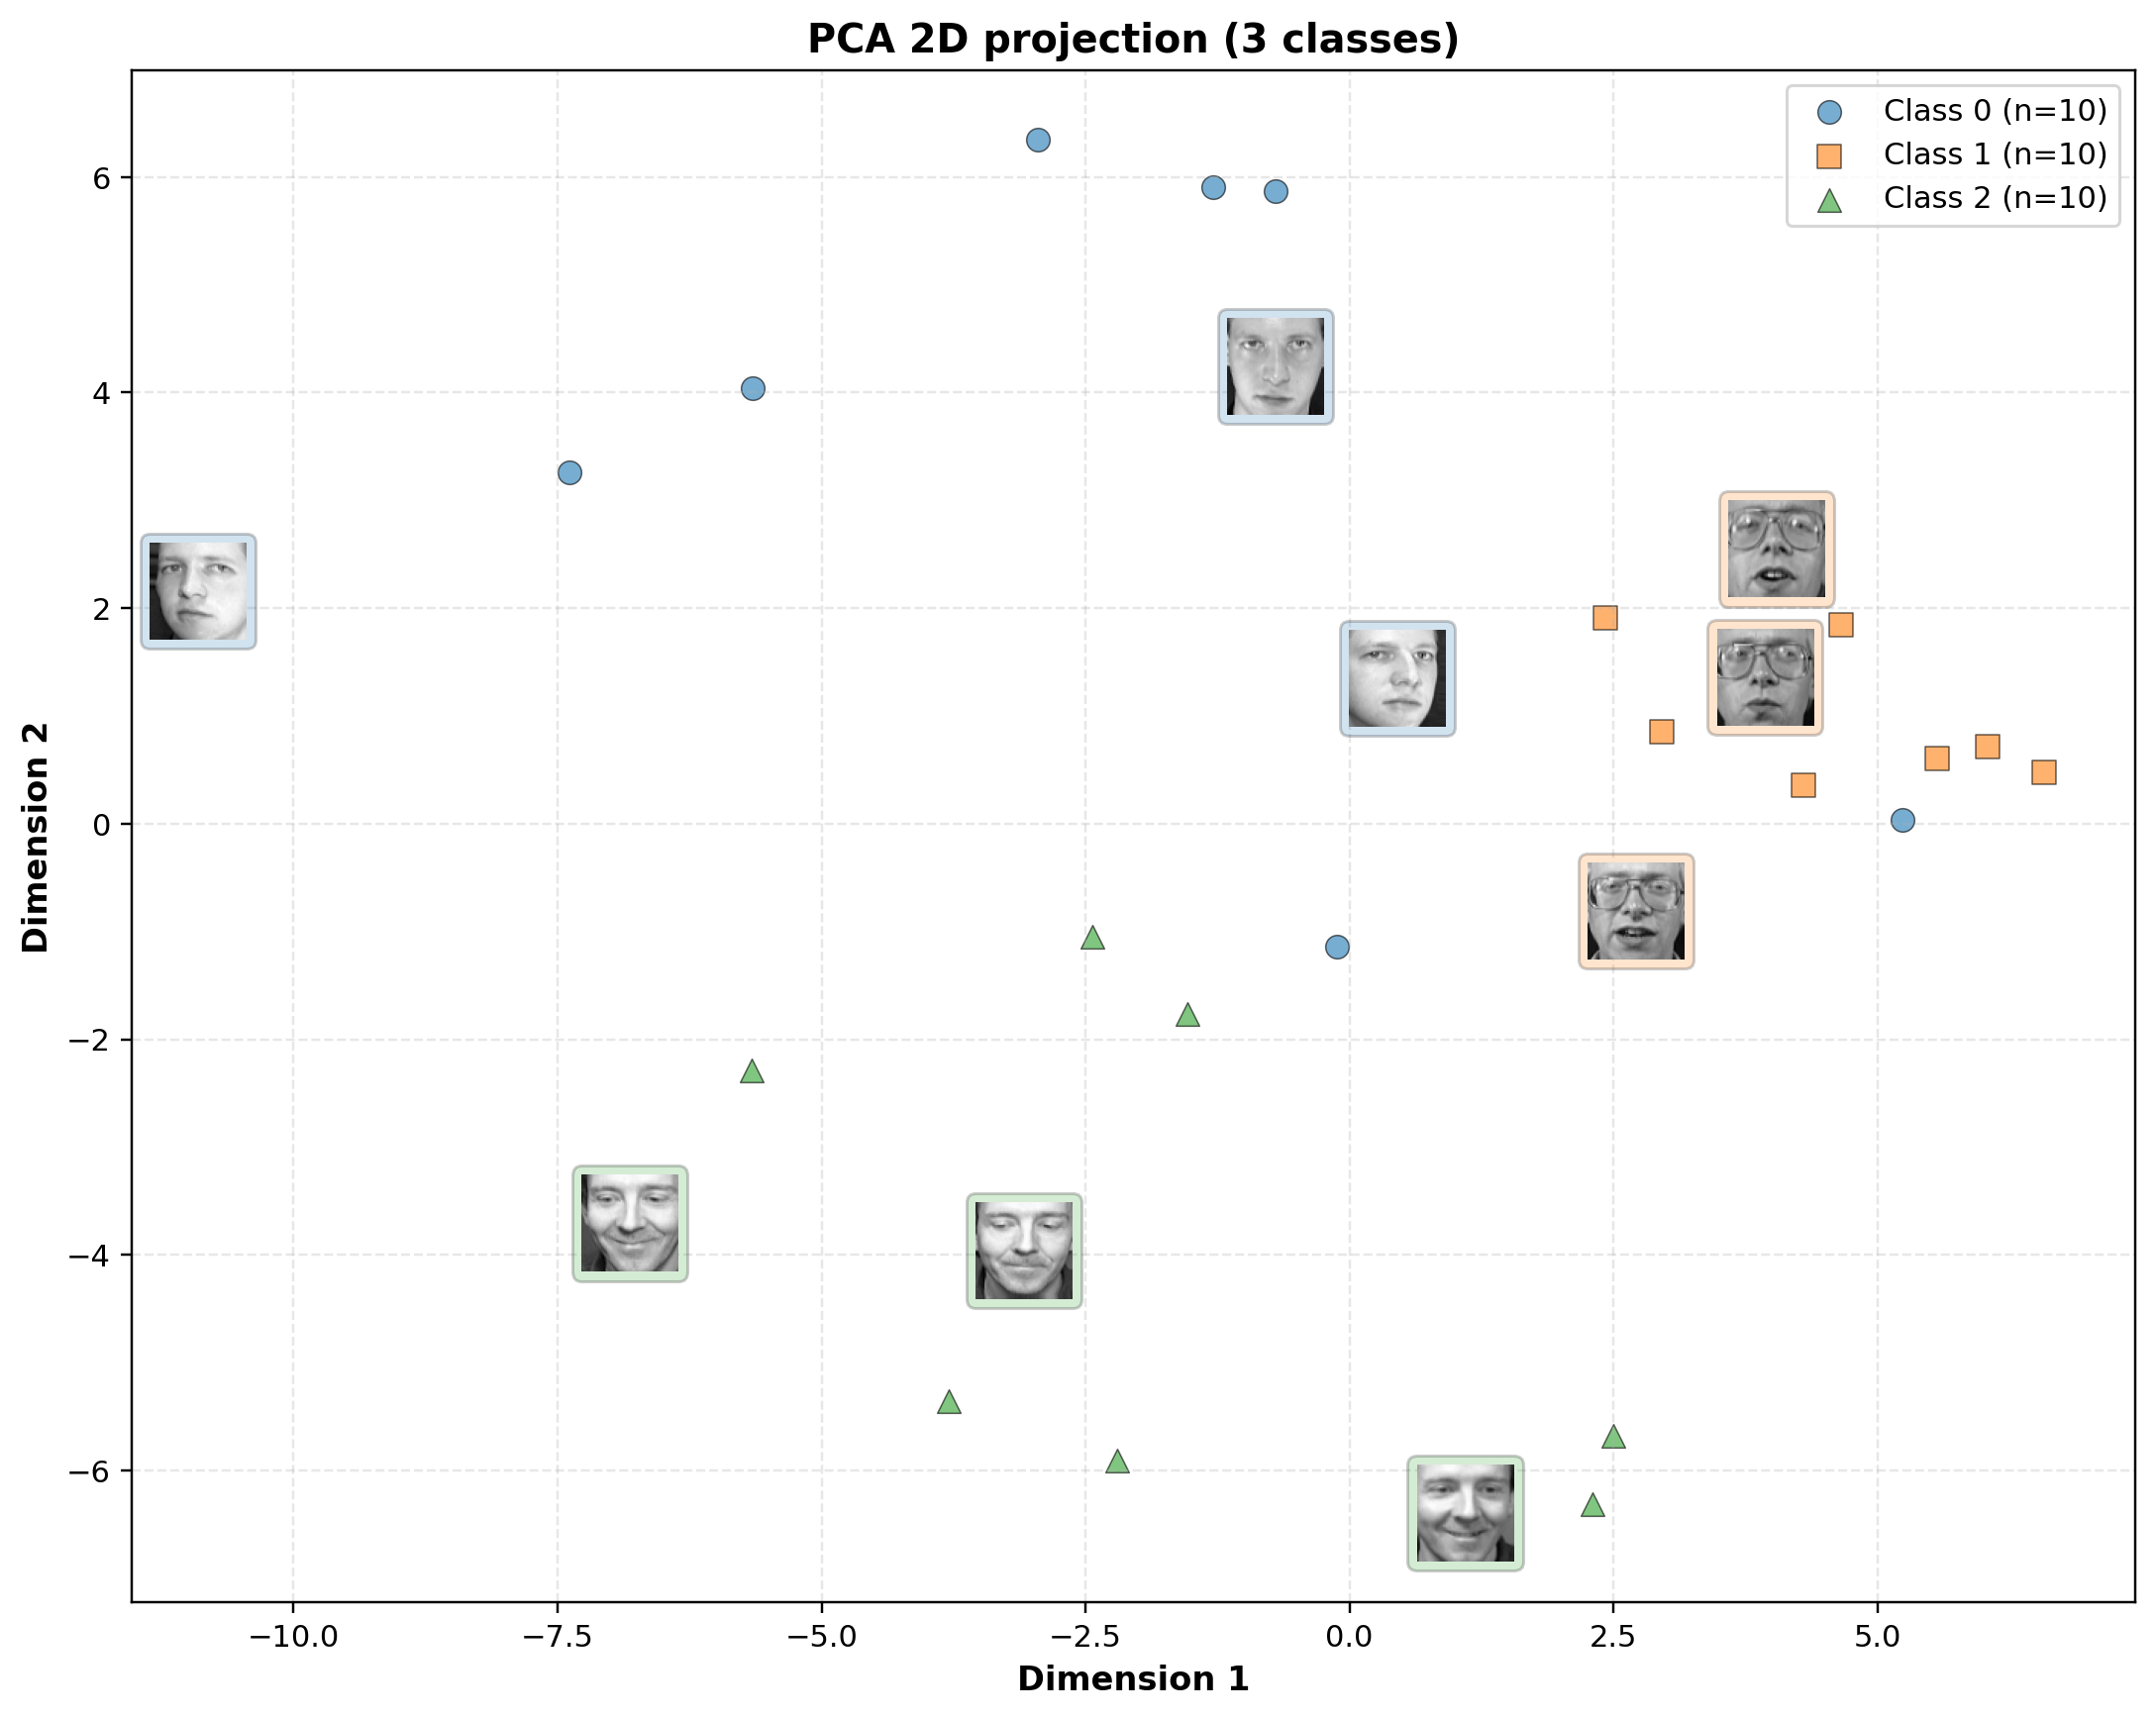 PCA 2D projection (3 classes)
Class 0 (n=10)
Class 1 (n=10)
Class 2 (n=10)
6
4
2
0
−2
−4
−6
Dimension 2
−10.0 −7.5 −5.0 −2.5 0.0 2.5 5.0
Dimension 1